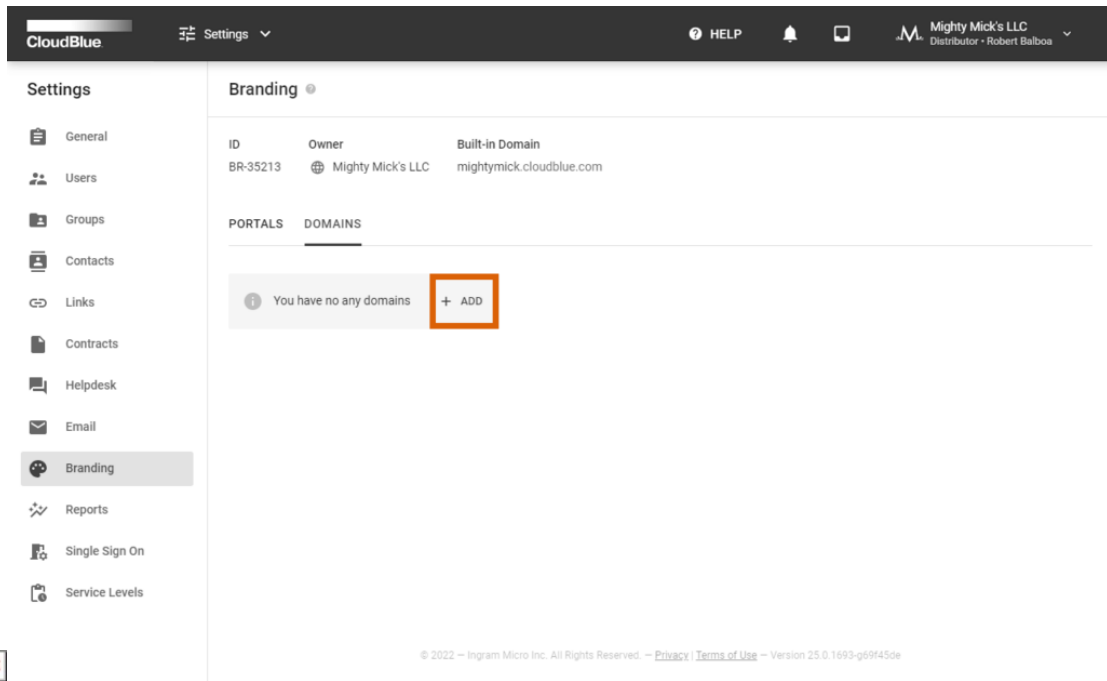 CloudBlue
Settings
HELP
Mighty Mick's LLC
Distributor • Robert Balboa
Settings
General
Users
Groups
Contacts
Links
Contracts
Helpdesk
Email
Branding
Reports
Single Sign On
Service Levels
Branding
ID Owner Built-in Domain
BR-35213 Mighty Mick's LLC mightymick.cloudblue.com
PORTALS DOMAINS
You have no any domains + ADD
© 2022 — Ingram Micro Inc. All Rights Reserved. — Privacy | Terms of Use — Version 25.0.1693-g69f45de